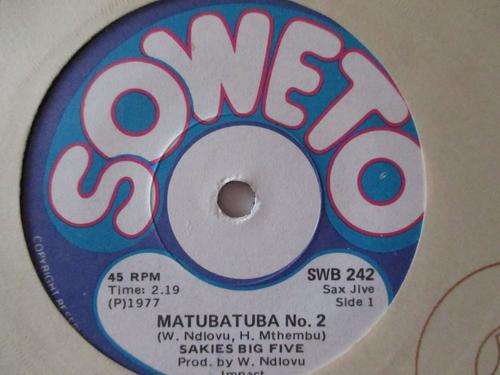 SOWETO
45 RPM
Time: 2.19
(P)1977
SWB 242
Sax Jive
Side 1
MATUBATUBA No. 2
(W. Ndlovu, H. Mthembu)
SAKIES BIG FIVE
Prod. by W. Ndlovu
Impact
COPYRIGHT